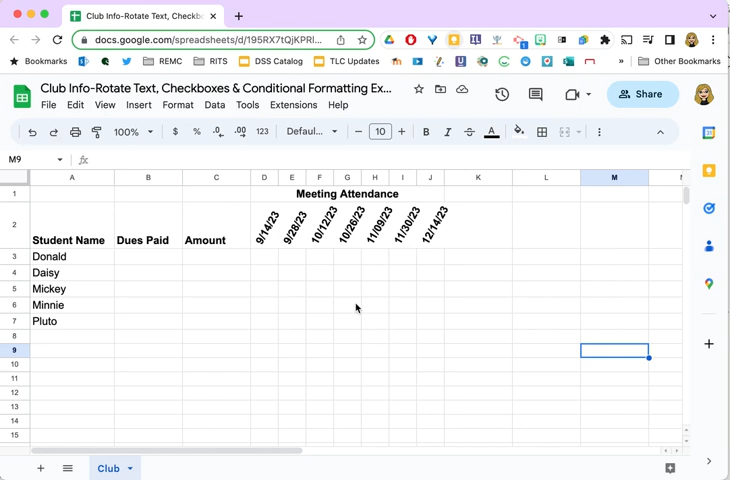 Club Info-Rotate Text, Checkbo
docs.google.com/spreadsheets/d/195RX7tQjKPRI...
Bookmarks REMC RITS DSS Catalog TLC Updates » Other Bookmarks
Club Info-Rotate Text, Checkboxes & Conditional Formatting Ex...
File Edit View Insert Format Data Tools Extensions Help
Share
100% $ % .0 .00 123 Defaul... − 10 + B I S A
M9 fx
A B C D E F G H I J K L M
1 Meeting Attendance
2 Student Name Dues Paid Amount 9/14/23 9/28/23 10/12/23 10/26/23 11/09/23 11/30/23 12/14/23
3 Donald
4 Daisy
5 Mickey
6 Minnie
7 Pluto
8
9
10
11
12
13
14
15
Club